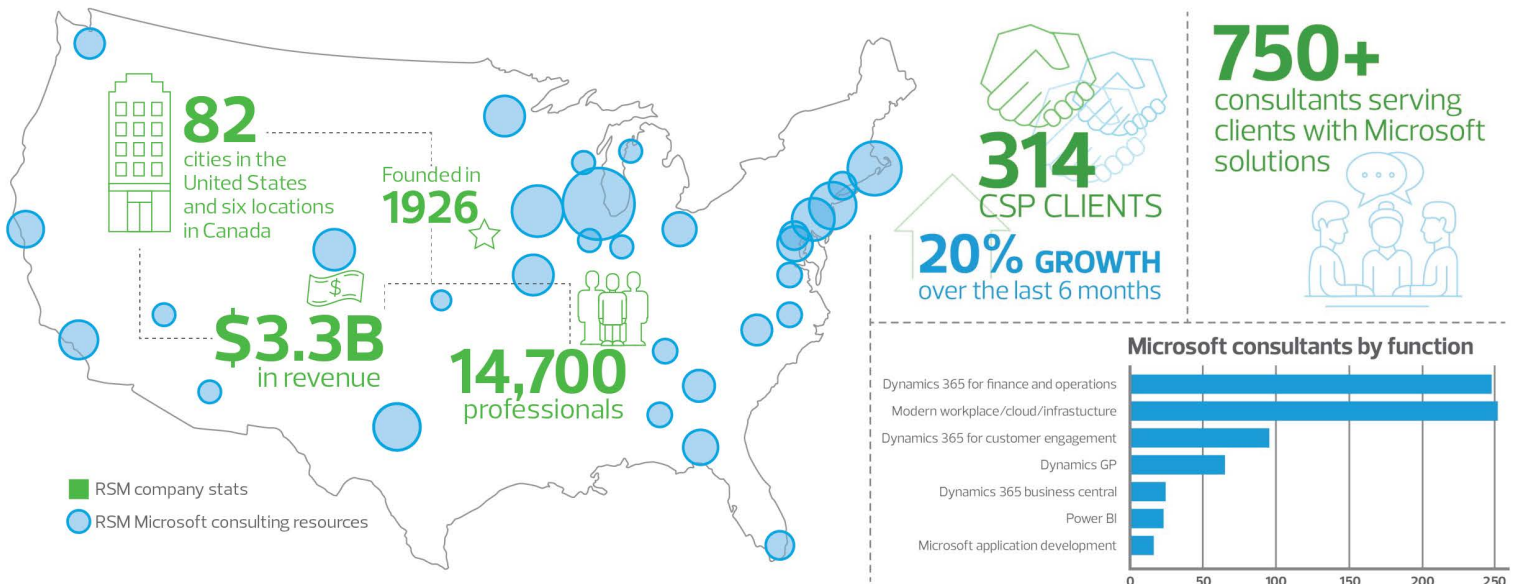 82
cities in the
United States
and six locations
in Canada
Founded in
1926
$
$3.3B
in revenue
14,700
professionals
RSM company stats
RSM Microsoft consulting resources
314
CSP CLIENTS
20% GROWTH
over the last 6 months
750+
consultants serving
clients with Microsoft
solutions
Microsoft consultants by function
Dynamics 365 for finance and operations
Modern workplace/cloud/infrastucture
Dynamics 365 for customer engagement
Dynamics GP
Dynamics 365 business central
Power BI
Microsoft application development
0 50 100 150 200 250